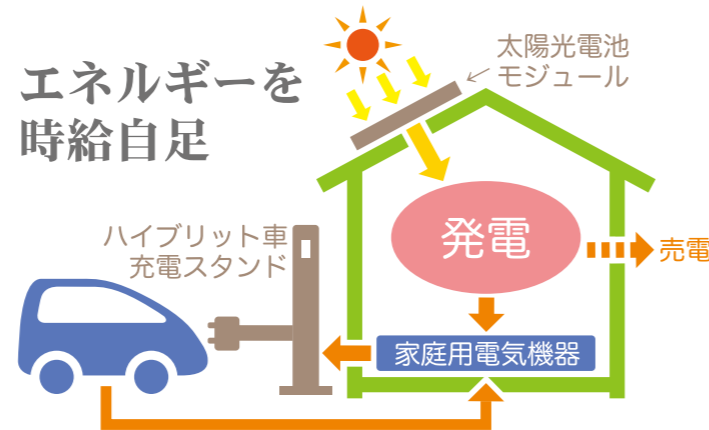 エネルギーを
時給自足
太陽光電池
モジュール
発電
売電
ハイブリット車
充電スタンド
家庭用電気機器